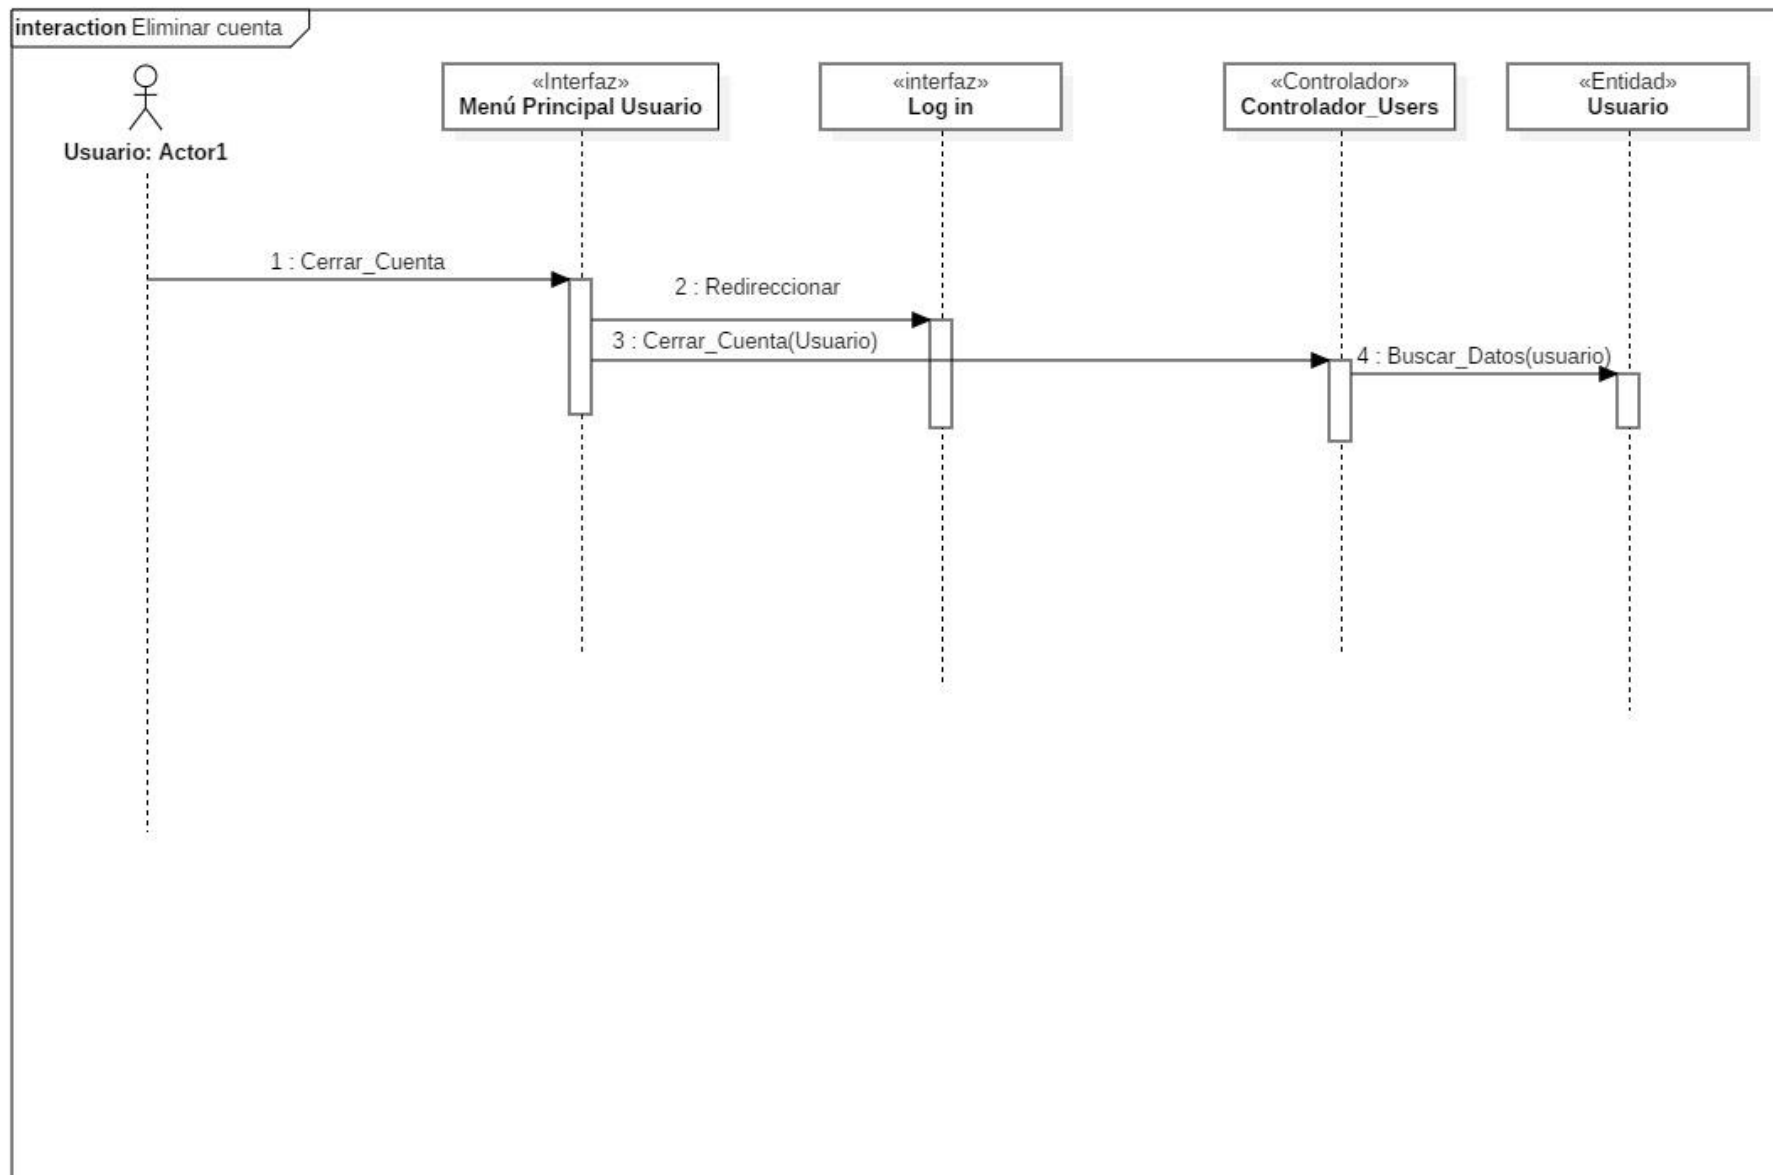 interaction Eliminar cuenta
«Interfaz»
Menú Principal Usuario
«interfaz»
Log in
«Controlador»
Controlador_Users
«Entidad»
Usuario
Usuario: Actor1
1 : Cerrar_Cuenta
2 : Redireccionar
3 : Cerrar_Cuenta(Usuario)
4 : Buscar_Datos(usuario)